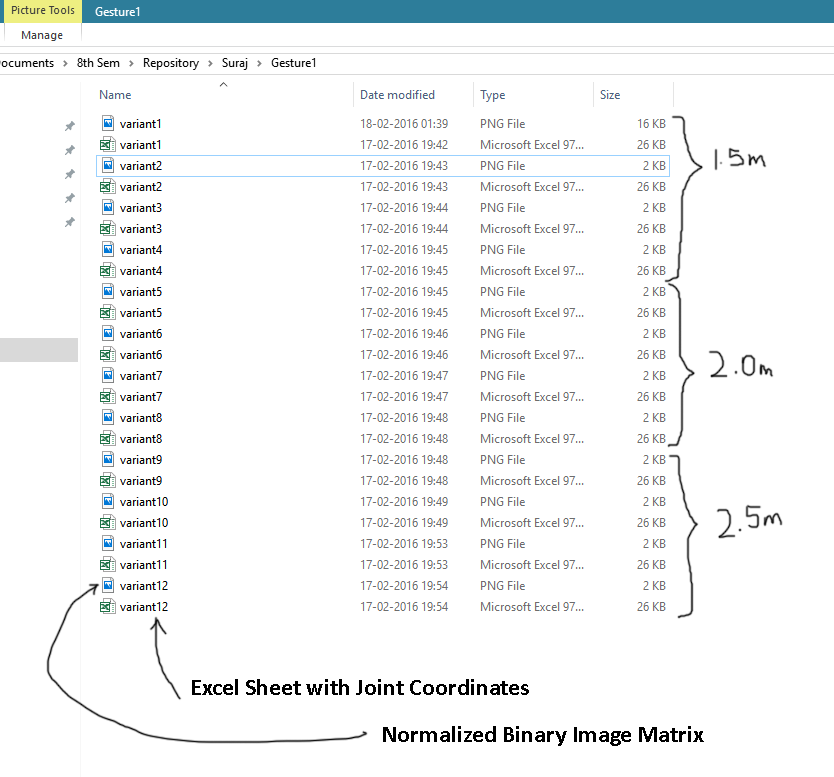 Picture Tools Gesture1
Manage
ocuments > 8th Sem > Repository > Suraj > Gesture1
Name Date modified Type Size
variant1 18-02-2016 01:39 PNG File 16 KB
variant1 17-02-2016 19:42 Microsoft Excel 97... 26 KB
variant2 17-02-2016 19:43 PNG File 2 KB
variant2 17-02-2016 19:43 Microsoft Excel 97... 26 KB
variant3 17-02-2016 19:44 PNG File 2 KB
variant3 17-02-2016 19:44 Microsoft Excel 97... 26 KB
variant4 17-02-2016 19:45 PNG File 2 KB
variant4 17-02-2016 19:45 Microsoft Excel 97... 26 KB
1.5m
variant5 17-02-2016 19:45 PNG File 2 KB
variant5 17-02-2016 19:45 Microsoft Excel 97... 26 KB
variant6 17-02-2016 19:46 PNG File 2 KB
variant6 17-02-2016 19:46 Microsoft Excel 97... 26 KB
variant7 17-02-2016 19:47 PNG File 2 KB
variant7 17-02-2016 19:47 Microsoft Excel 97... 26 KB
variant8 17-02-2016 19:48 PNG File 2 KB
variant8 17-02-2016 19:48 Microsoft Excel 97... 26 KB
2.0m
variant9 17-02-2016 19:48 PNG File 2 KB
variant9 17-02-2016 19:48 Microsoft Excel 97... 26 KB
variant10 17-02-2016 19:49 PNG File 2 KB
variant10 17-02-2016 19:49 Microsoft Excel 97... 26 KB
variant11 17-02-2016 19:53 PNG File 2 KB
variant11 17-02-2016 19:53 Microsoft Excel 97... 26 KB
variant12 17-02-2016 19:54 PNG File 2 KB
variant12 17-02-2016 19:54 Microsoft Excel 97... 26 KB
2.5m
Excel Sheet with Joint Coordinates
Normalized Binary Image Matrix